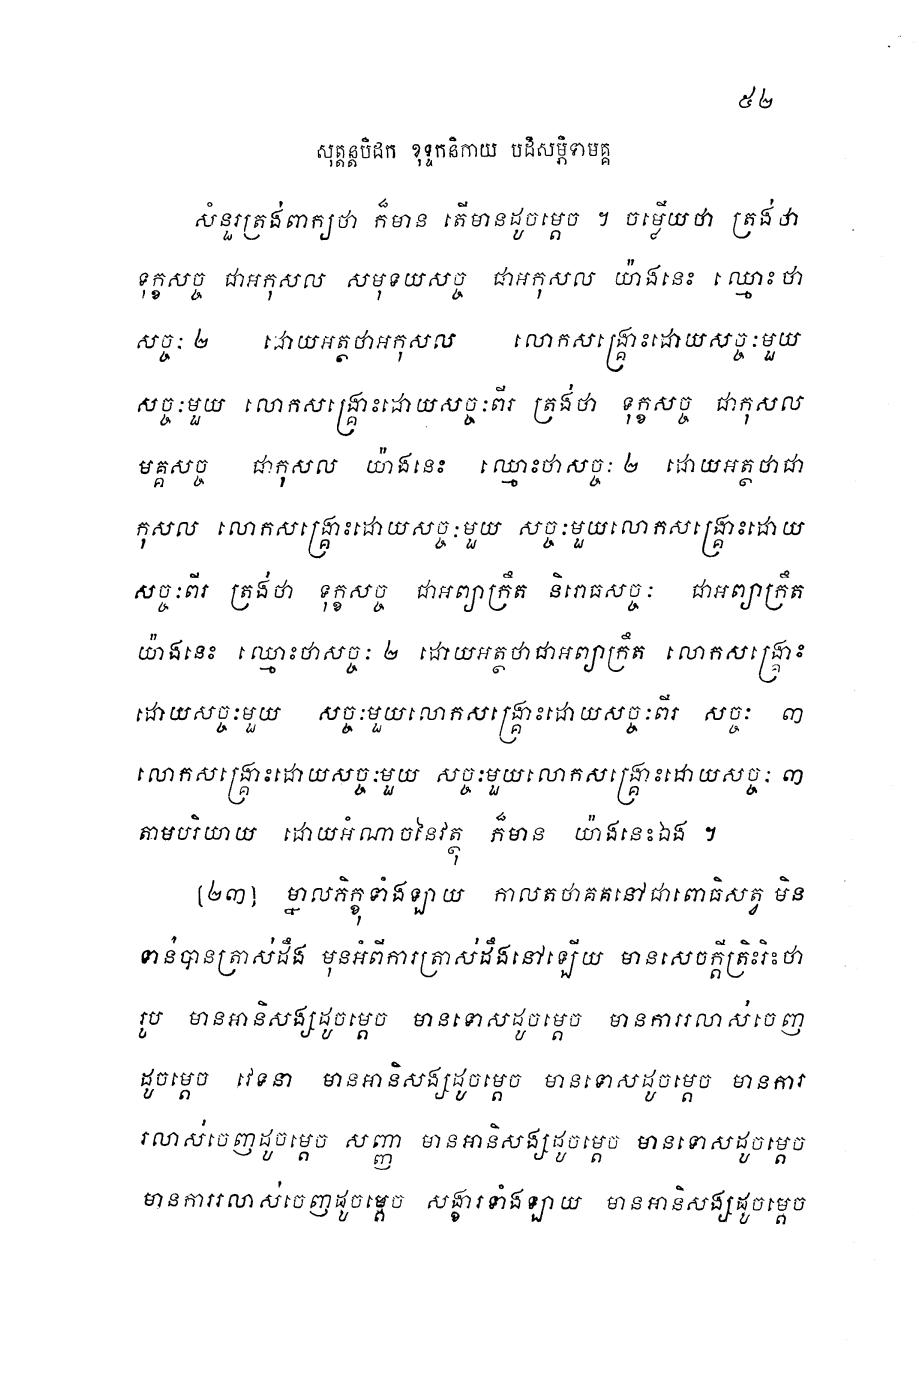 ៥២
សុត្តន្តបិដក ខុទ្ទកនិកាយ បដិសម្ភិទាមគ្គ
សំនួរត្រង់ពាក្យថា ក៏មាន តើមានដូចម្តេច ។ ចម្លើយថា ត្រង់ថា
ទុក្ខសច្ច ជាអកុសល សមុទយសច្ច ជាអកុសល យ៉ាងនេះ ឈ្មោះថា
សច្ចៈ ២ ដោយអត្ថថាអកុសល លោកសង្គ្រោះដោយសច្ចៈមួយ
សច្ចៈមួយ លោកសង្គ្រោះដោយសច្ចៈពីរ ត្រង់ថា ទុក្ខសច្ច ជាកុសល
មគ្គសច្ច ជាកុសល យ៉ាងនេះ ឈ្មោះថាសច្ចៈ ២ ដោយអត្ថថាជា
កុសល លោកសង្គ្រោះដោយសច្ចៈមួយ សច្ចៈមួយលោកសង្គ្រោះដោយ
សច្ចៈពីរ ត្រង់ថា ទុក្ខសច្ច ជាអព្យាក្រឹត និរោធសច្ចៈ ជាអព្យាក្រឹត
យ៉ាងនេះ ឈ្មោះថាសច្ចៈ ២ ដោយអត្ថថាជាអព្យាក្រឹត លោកសង្គ្រោះ
ដោយសច្ចៈមួយ សច្ចៈមួយលោកសង្គ្រោះដោយសច្ចៈពីរ សច្ចៈ ៣
លោកសង្គ្រោះដោយសច្ចៈមួយ សច្ចៈមួយលោកសង្គ្រោះដោយសច្ចៈ ៣
តាមបរិយាយ ដោយអំណាចនៃវត្ថុ ក៏មាន យ៉ាងនេះឯង ។
[២៣] ម្នាលភិក្ខុទាំងឡាយ កាលតថាគតនៅជាពោធិសត្វ មិន
ទាន់បានត្រាស់ដឹង មុនអំពីការត្រាស់ដឹងនៅឡើយ មានសេចក្តីត្រិះរិះថា
រូប មានអានិសង្សដូចម្តេច មានទោសដូចម្តេច មានការរលាស់ចេញ
ដូចម្តេច វេទនា មានអានិសង្សដូចម្តេច មានទោសដូចម្តេច មានការ
រលាស់ចេញដូចម្តេច សញ្ញា មានអានិសង្សដូចម្តេច មានទោសដូចម្តេច
មានការរលាស់ចេញដូចម្តេច សង្ខារទាំងឡាយ មានអានិសង្សដូចម្តេច